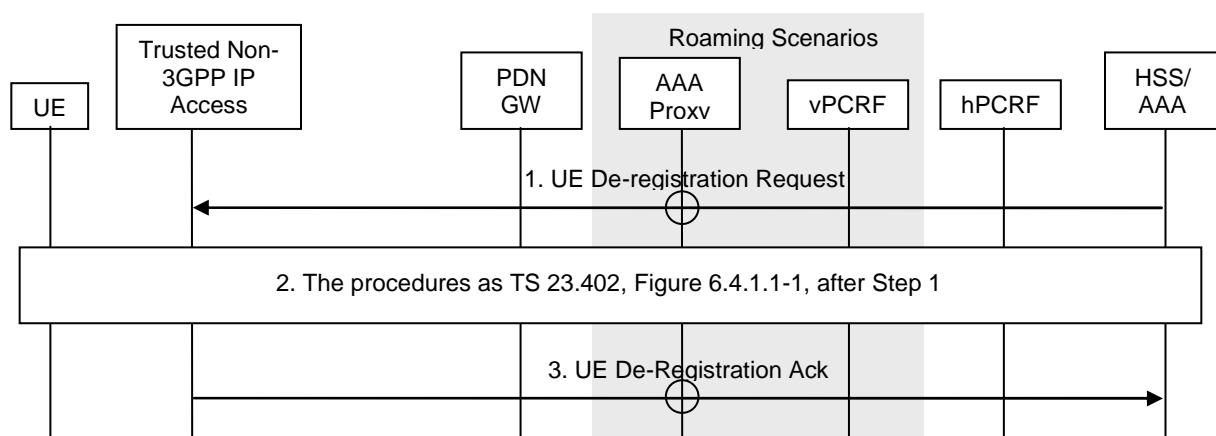 Roaming Scenarios
UE
Trusted Non-
3GPP IP
Access
PDN
GW
AAA
Proxy
vPCRF
hPCRF
HSS/
AAA
1. UE De-registration Request
2. The procedures as TS 23.402, Figure 6.4.1.1-1, after Step 1
3. UE De-Registration Ack